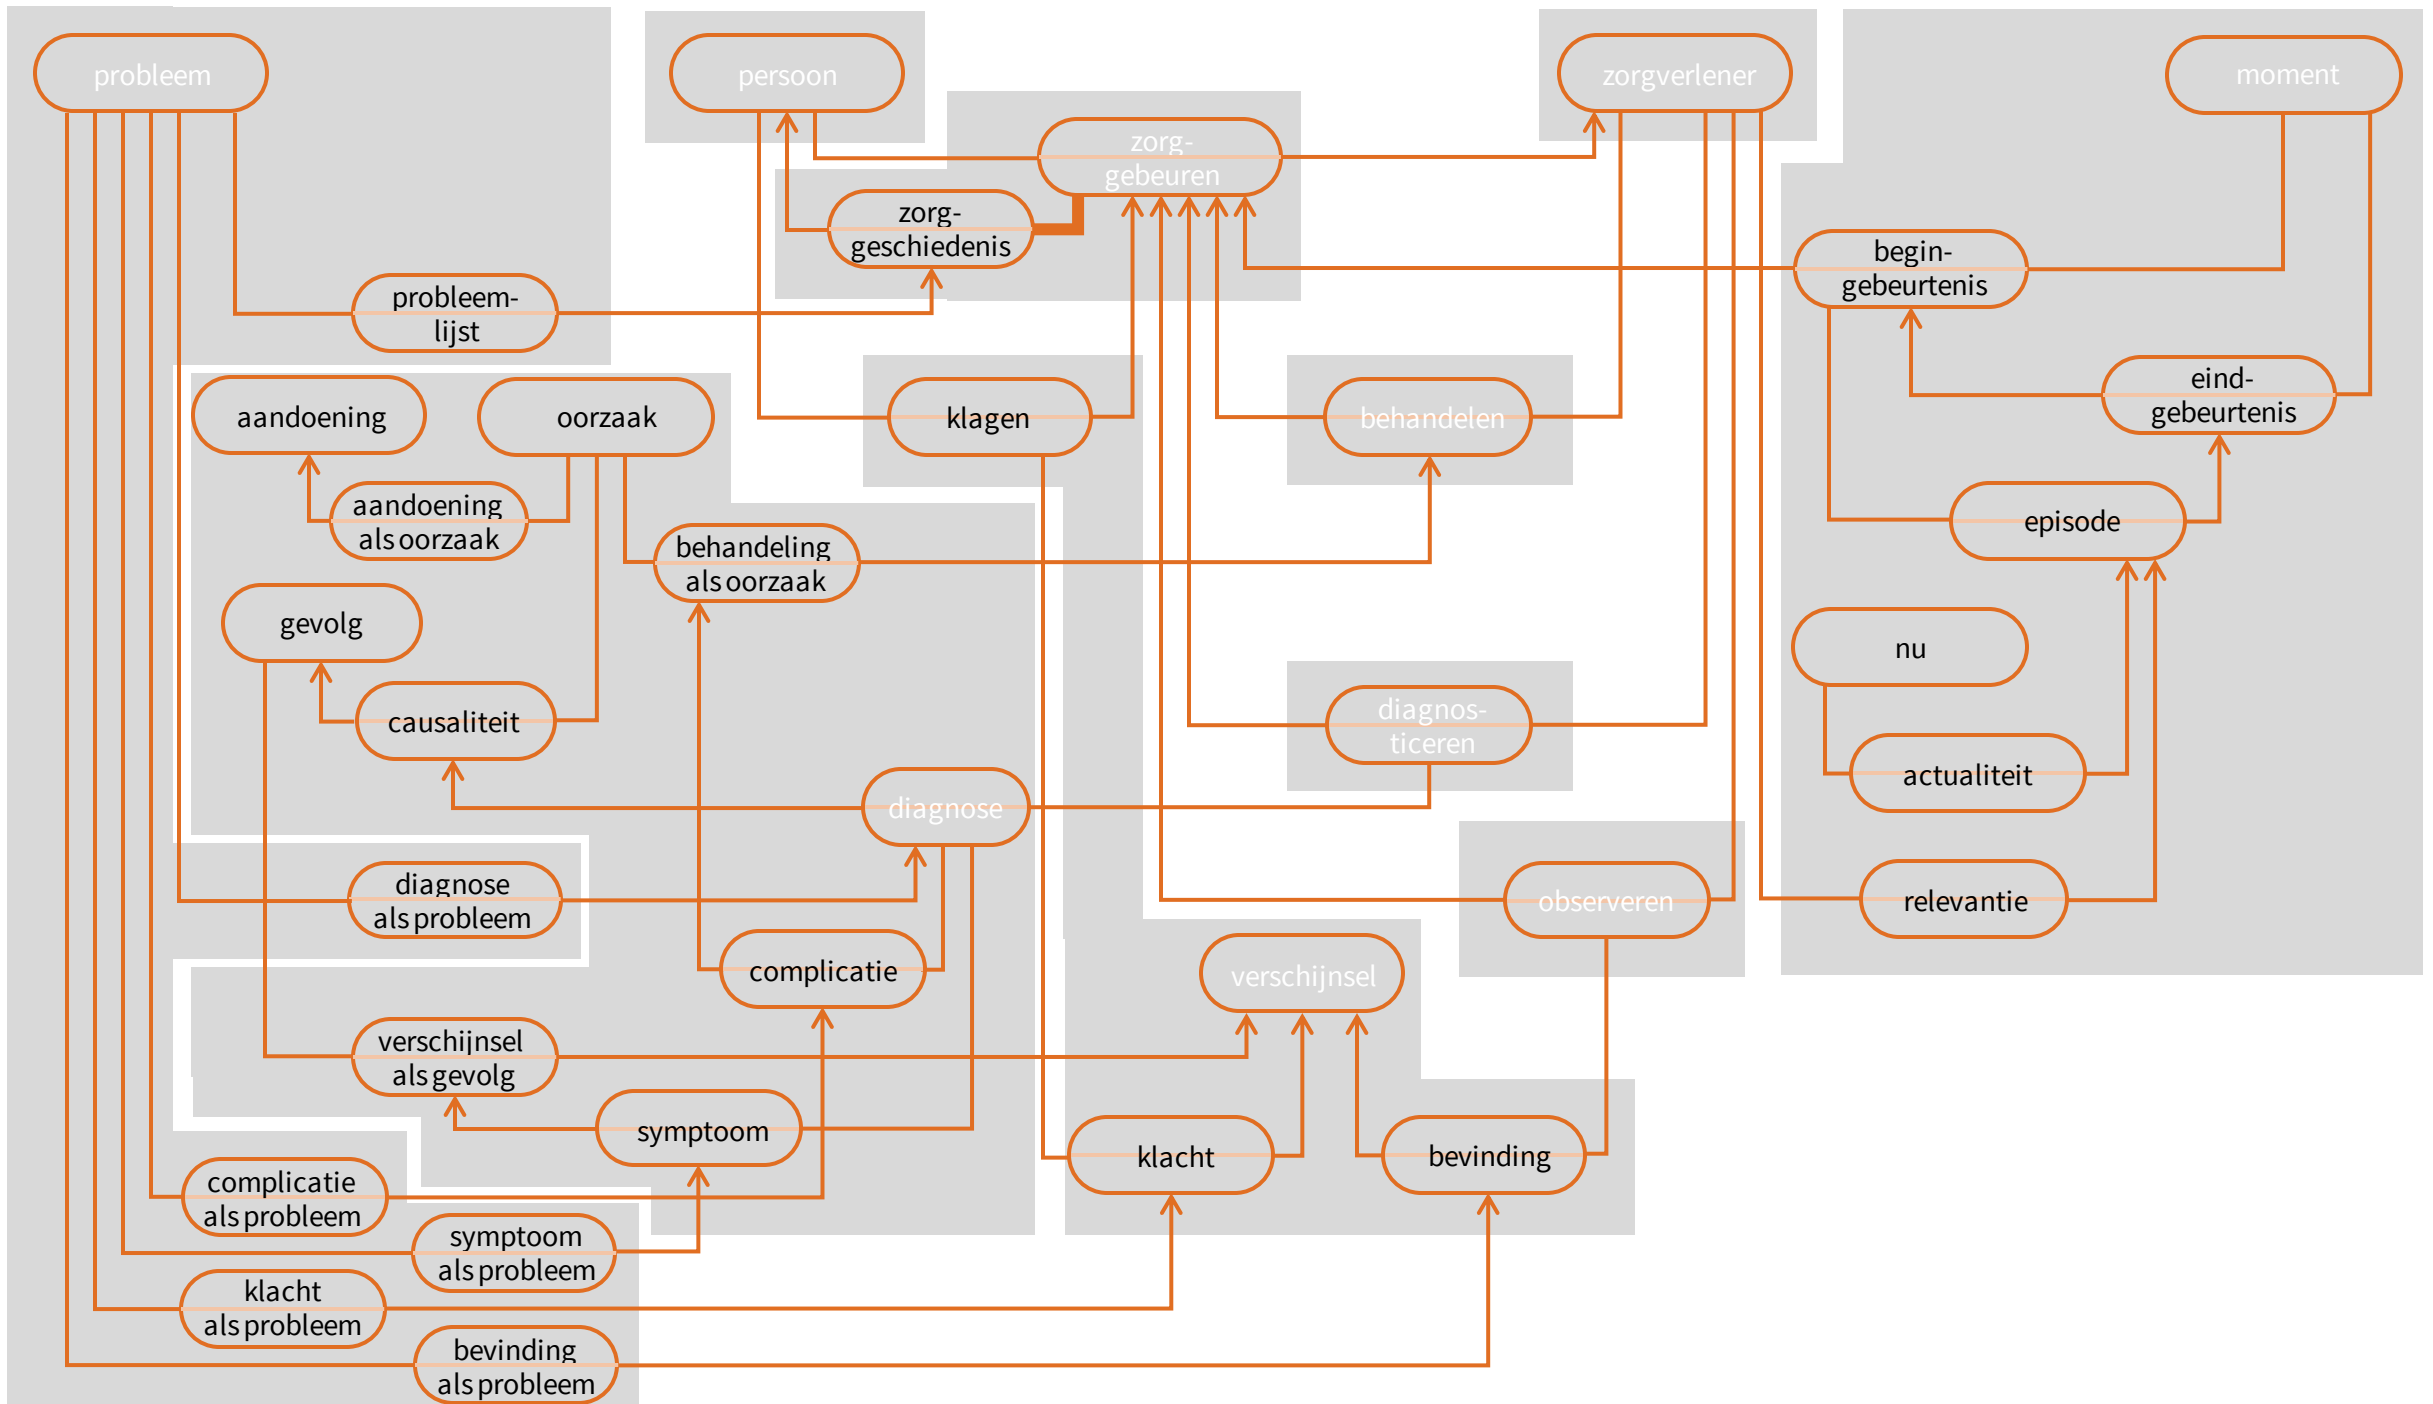 probleem
persoon
zorgverlener
moment
zorg-
gebeuren
zorg-
geschiedenis
begin-
gebeurtenis
probleem-
lijst
eind-
gebeurtenis
aandoening
oorzaak
klagen
behandelen
aandoening
als oorzaak
episode
behandeling
als oorzaak
gevolg
nu
causaliteit
diagnos-
ticeren
actualiteit
diagnose
diagnose
als probleem
observeren
relevantie
complicatie
verschijnsel
verschijnsel
als gevolg
symptoom
klacht
bevinding
complicatie
als probleem
symptoom
als probleem
klacht
als probleem
bevinding
als probleem